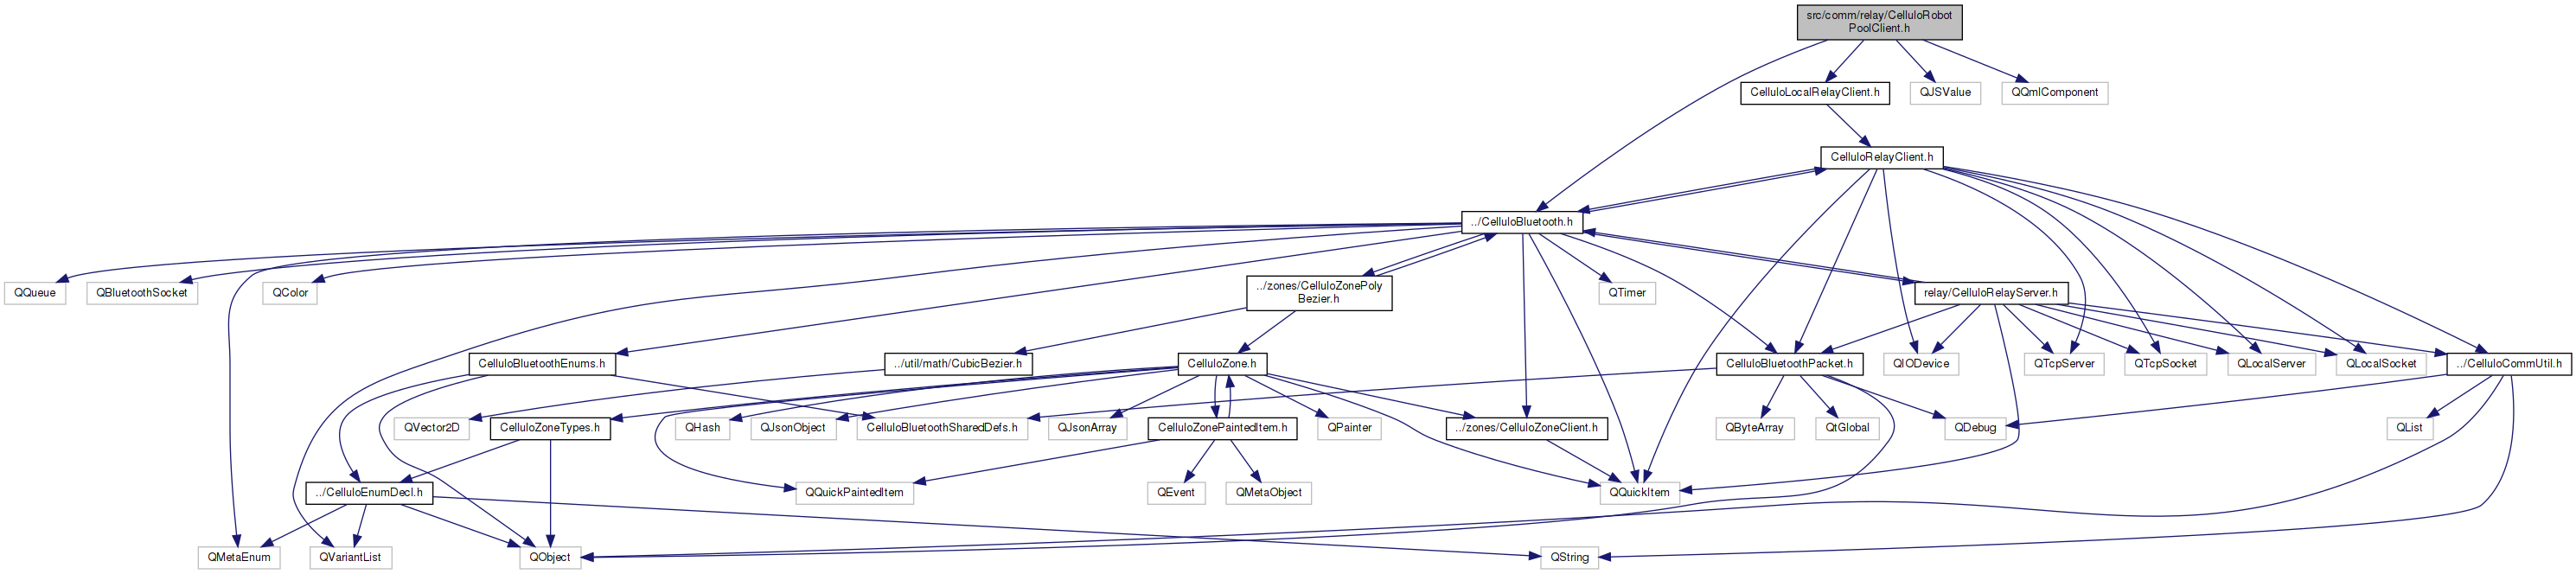 src/comm/relay/CelluloRobot
PoolClient.h
CelluloLocalRelayClient.h
QJSValue
QQmlComponent
CelluloRelayClient.h
../CelluloBluetooth.h
QQueue
QBluetoothSocket
QColor
../zones/CelluloZonePoly
Bezier.h
QTimer
relay/CelluloRelayServer.h
CelluloBluetoothEnums.h
../util/math/CubicBezier.h
CelluloZone.h
CelluloBluetoothPacket.h
QIODevice
QTcpServer
QTcpSocket
QLocalServer
QLocalSocket
../CelluloCommUtil.h
QVector2D
CelluloZoneTypes.h
QHash
QJsonObject
CelluloBluetoothSharedDefs.h
QJsonArray
CelluloZonePaintedItem.h
QPainter
../zones/CelluloZoneClient.h
QByteArray
QtGlobal
QDebug
QList
../CelluloEnumDecl.h
QQuickPaintedItem
QEvent
QMetaObject
QQuickItem
QMetaEnum
QVariantList
QObject
QString